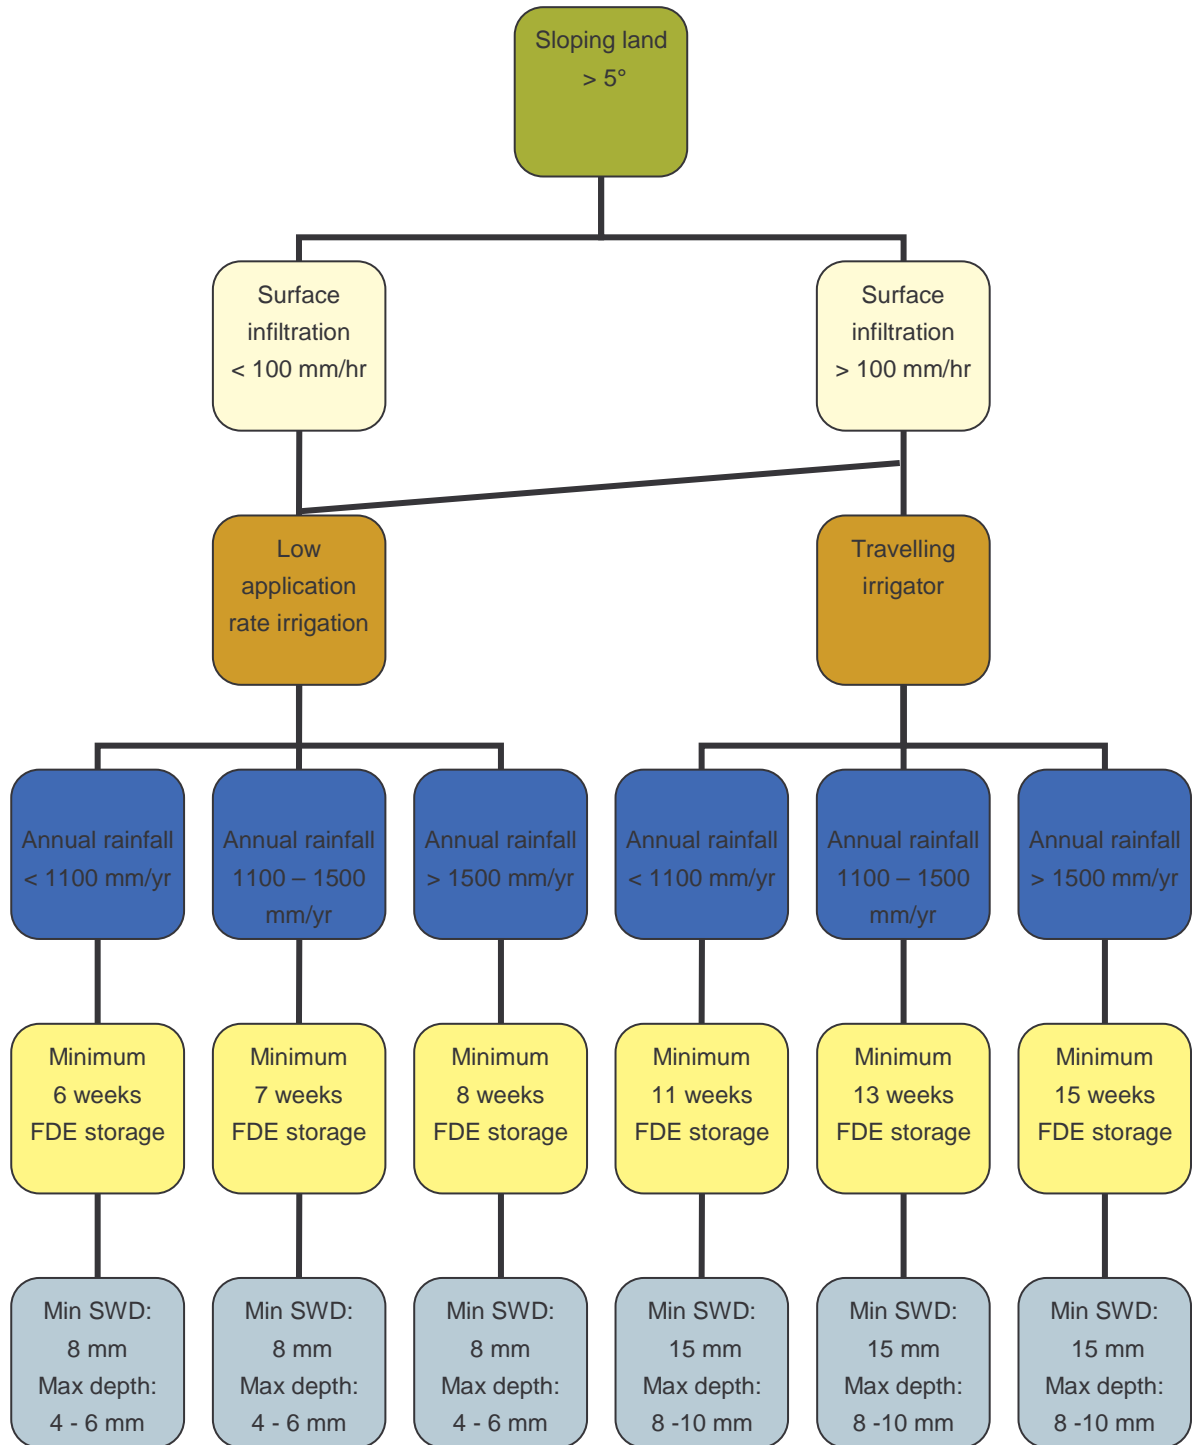 Sloping land
> 5°
Surface
infiltration
< 100 mm/hr
Surface
infiltration
> 100 mm/hr
Low
application
rate irrigation
Travelling
irrigator
Annual rainfall
< 1100 mm/yr
Annual rainfall
1100 – 1500
mm/yr
Annual rainfall
> 1500 mm/yr
Annual rainfall
< 1100 mm/yr
Annual rainfall
1100 – 1500
mm/yr
Annual rainfall
> 1500 mm/yr
Minimum
6 weeks
FDE storage
Minimum
7 weeks
FDE storage
Minimum
8 weeks
FDE storage
Minimum
11 weeks
FDE storage
Minimum
13 weeks
FDE storage
Minimum
15 weeks
FDE storage
Min SWD:
8 mm
Max depth:
4 - 6 mm
Min SWD:
8 mm
Max depth:
4 - 6 mm
Min SWD:
8 mm
Max depth:
4 - 6 mm
Min SWD:
15 mm
Max depth:
8 -10 mm
Min SWD:
15 mm
Max depth:
8 -10 mm
Min SWD:
15 mm
Max depth:
8 -10 mm